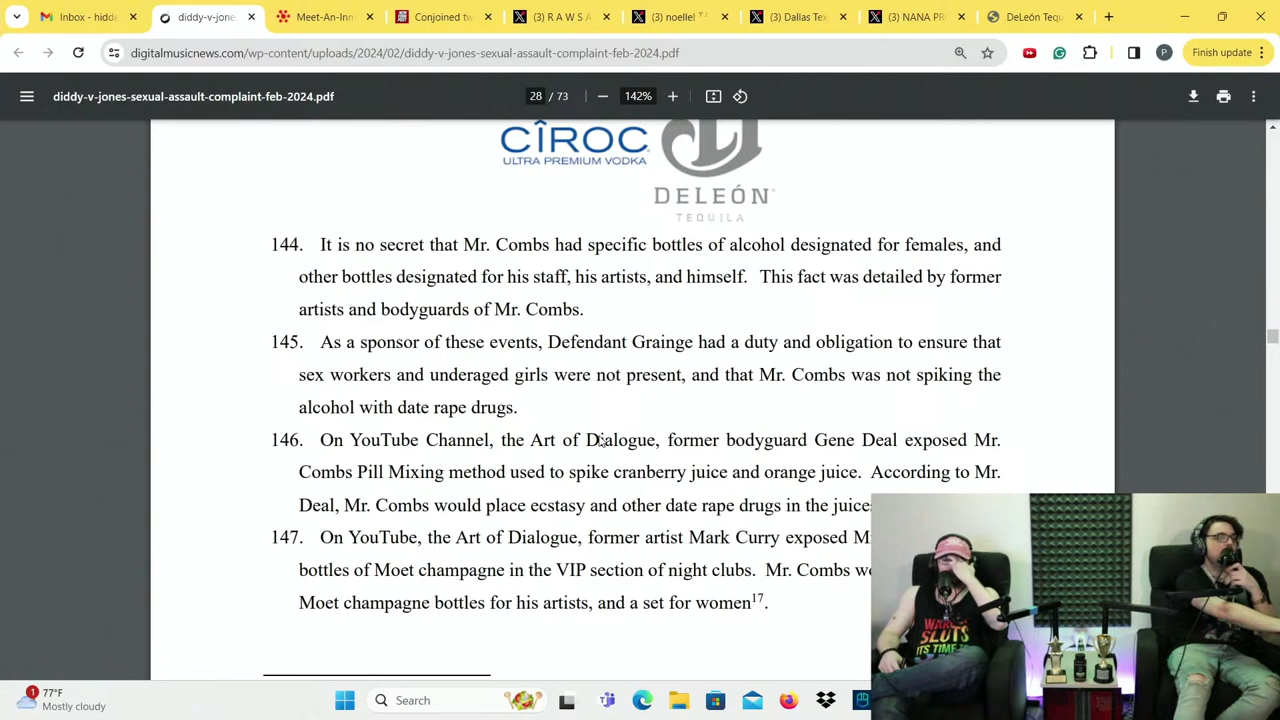 Inbox - hidde
diddy-v-jones
Meet-An-Inm
Conjoined tw
(3) R A W S A
(3) noelle!
(3) Dallas Tex
(3) NANA PR
DeLeón Tequ
digitalmusicnews.com/wp-content/uploads/2024/02/diddy-v-jones-sexual-assault-complaint-feb-2024.pdf
P
Finish update
diddy-v-jones-sexual-assault-complaint-feb-2024.pdf
28 / 73
142%
CÎROC
ULTRA PREMIUM VODKA
DELEÓN
TEQUILA
144. It is no secret that Mr. Combs had specific bottles of alcohol designated for females, and
other bottles designated for his staff, his artists, and himself. This fact was detailed by former
artists and bodyguards of Mr. Combs.
145. As a sponsor of these events, Defendant Grainge had a duty and obligation to ensure that
sex workers and underaged girls were not present, and that Mr. Combs was not spiking the
alcohol with date rape drugs.
146. On YouTube Channel, the Art of Dialogue, former bodyguard Gene Deal exposed Mr.
Combs Pill Mixing method used to spike cranberry juice and orange juice. According to Mr.
Deal, Mr. Combs would place ecstasy and other date rape drugs in the juices
147. On YouTube, the Art of Dialogue, former artist Mark Curry exposed M
bottles of Moet champagne in the VIP section of night clubs. Mr. Combs wo
Moet champagne bottles for his artists, and a set for women17.
SLUTS
ITS TIME
1
77°F
Mostly cloudy
Search